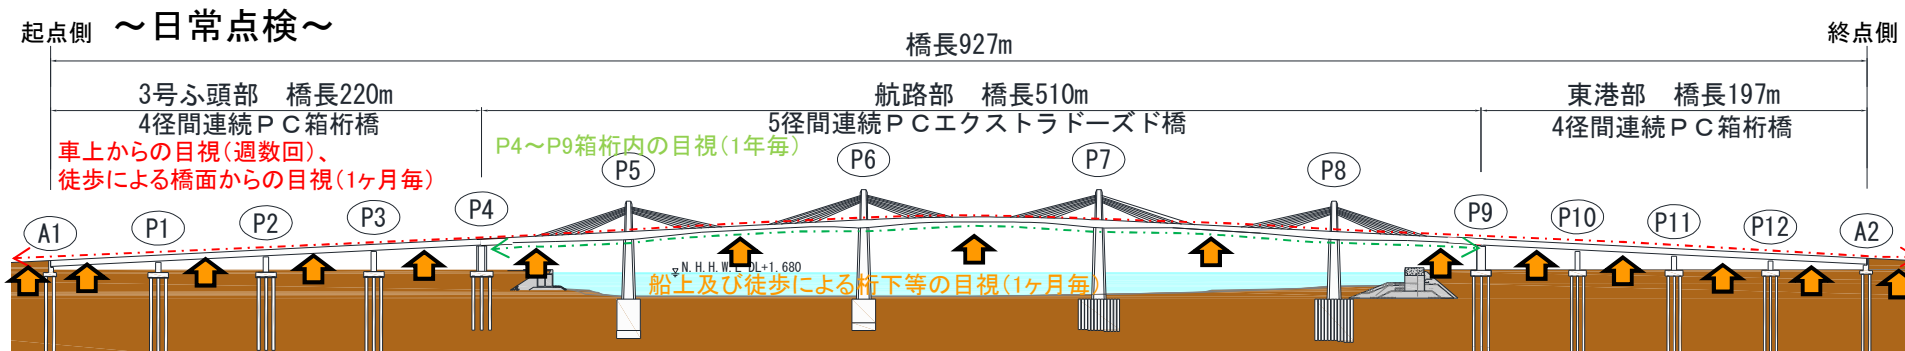 起点側 ～日常点検～
終点側
橋長927m
3号ふ頭部　橋長220m
4径間連続ＰＣ箱桁橋
航路部　橋長510m
5径間連続ＰＣエクストラドーズド橋
東港部　橋長197m
4径間連続ＰＣ箱桁橋
車上からの目視（週数回）、
徒歩による橋面からの目視（1ヶ月毎）
P4～P9箱桁内の目視（1年毎）
A1
P1
P2
P3
P4
P5
P6
P7
P8
P9
P10
P11
P12
A2
N.H.H.W.L DL+1.680
船上及び徒歩による桁下等の目視（1ヶ月毎）